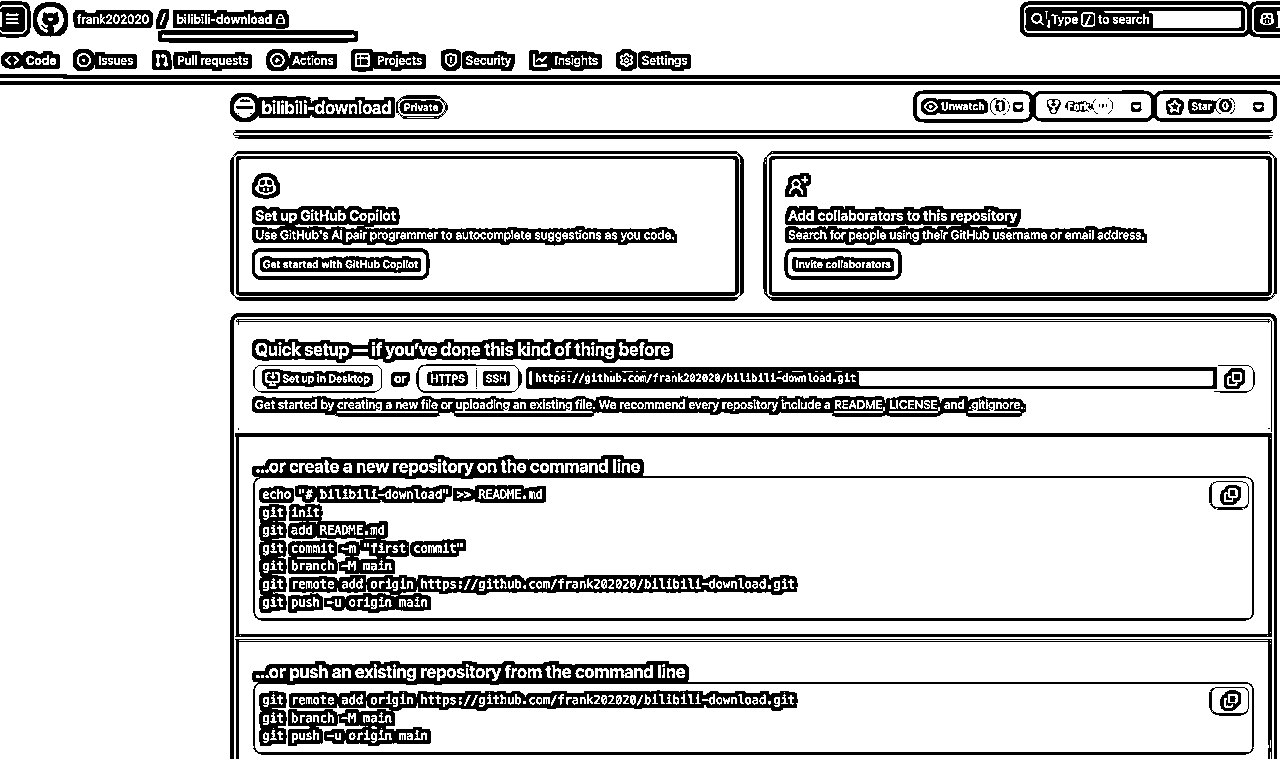 frank202020 / bilibili-download
Type / to search
Code Issues Pull requests Actions Projects Security Insights Settings
bilibili-download Private
Unwatch 1 Fork Star 0
Set up GitHub Copilot
Use GitHub's AI pair programmer to autocomplete suggestions as you code.
Get started with GitHub Copilot
Add collaborators to this repository
Search for people using their GitHub username or email address.
Invite collaborators
Quick setup — if you've done this kind of thing before
Set up in Desktop or HTTPS SSH https://github.com/frank202020/bilibili-download.git
Get started by creating a new file or uploading an existing file. We recommend every repository include a README, LICENSE, and .gitignore.
...or create a new repository on the command line
echo "# bilibili-download" >> README.md
git init
git add README.md
git commit -m "first commit"
git branch -M main
git remote add origin https://github.com/frank202020/bilibili-download.git
git push -u origin main
...or push an existing repository from the command line
git remote add origin https://github.com/frank202020/bilibili-download.git
git branch -M main
git push -u origin main